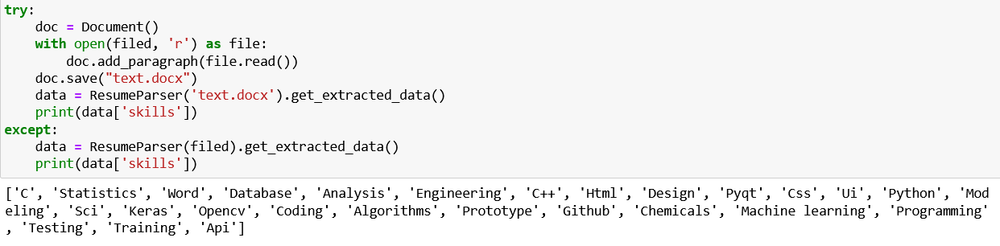 try:
    doc = Document()
    with open(filed, 'r') as file:
        doc.add_paragraph(file.read())
    doc.save("text.docx")
    data = ResumeParser('text.docx').get_extracted_data()
    print(data['skills'])
except:
    data = ResumeParser(filed).get_extracted_data()
    print(data['skills'])
['C', 'Statistics', 'Word', 'Database', 'Analysis', 'Engineering', 'C++', 'Html', 'Design', 'Pyqt', 'Css', 'Ui', 'Python', 'Mod
eling', 'Sci', 'Keras', 'Opencv', 'Coding', 'Algorithms', 'Prototype', 'Github', 'Chemicals', 'Machine learning', 'Programming'
, 'Testing', 'Training', 'Api']